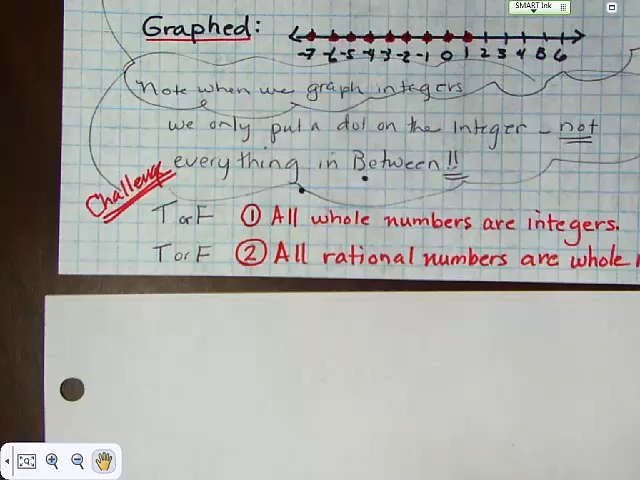 SMART Ink
Graphed:
-7 -6 -5 -4 -3 -2 -1 0 1 2 3 4 5 6
Note when we graph integers
we only put a dot on the integer - not
everything in Between!!
Challenge
T or F ① All whole numbers are integers.
T or F ② All rational numbers are whole